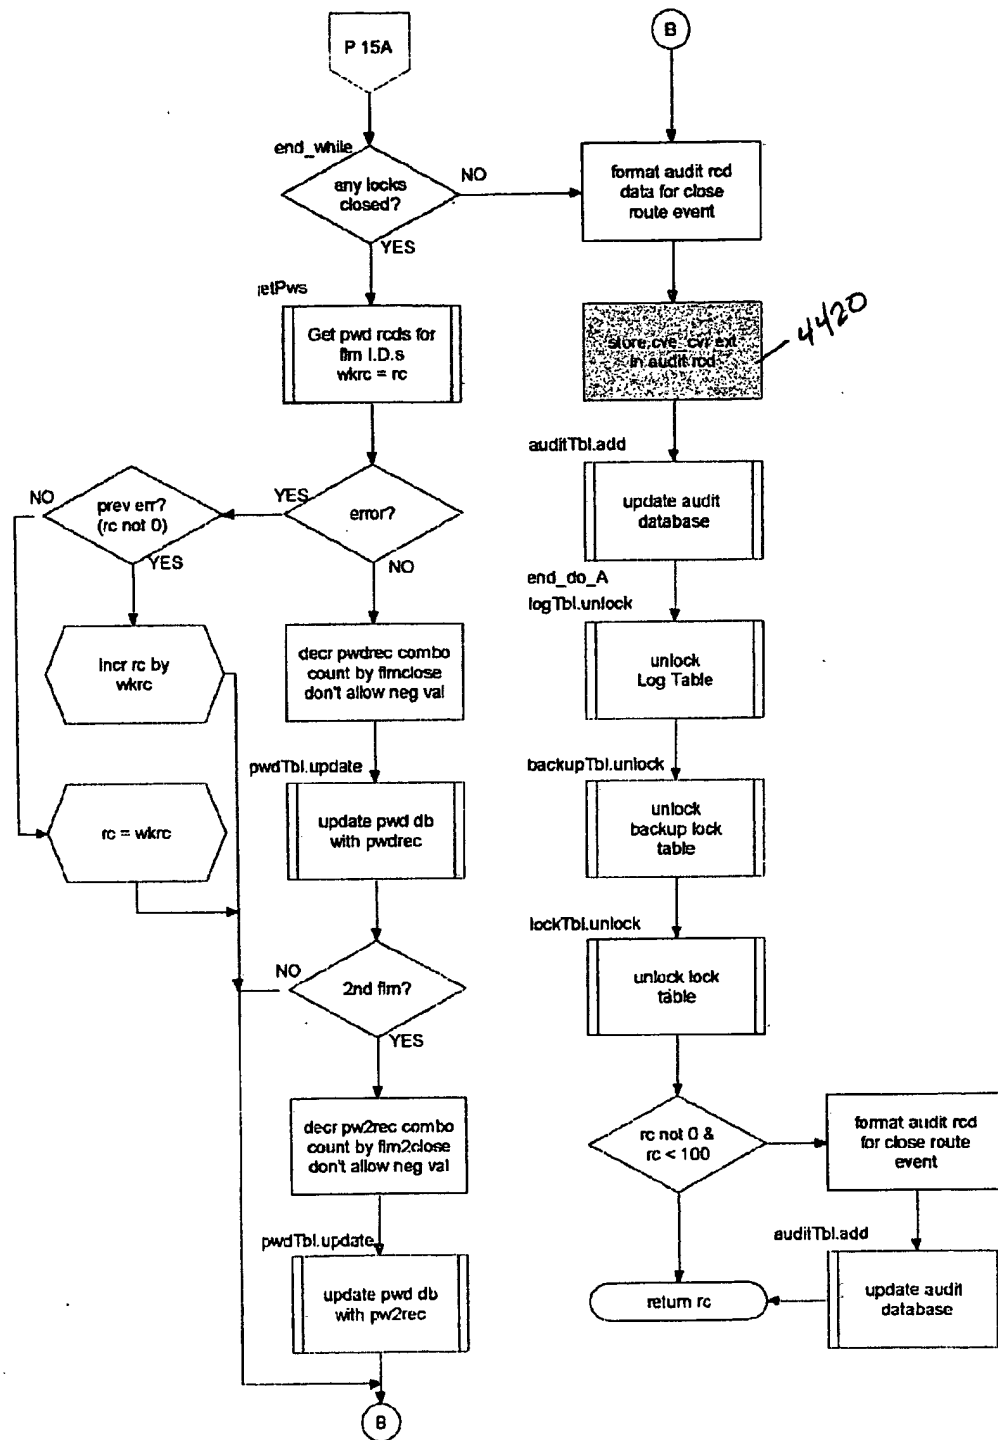 P 15A
end_while
any locks
closed?
NO
YES
Get pwd rcds for
flm I.D.s
wkrc = rc
error?
YES
NO
prev err?
(rc not 0)
NO
YES
Incr rc by
wkrc
rc = wkrc
decr pwdrec combo
count by flmclose
don't allow neg val
pwdTbl.update
update pwd db
with pwdrec
2nd flm?
NO
YES
decr pw2rec combo
count by flm2close
don't allow neg val
pwdTbl.update
update pwd db
with pw2rec
B
B
format audit rcd
data for close
route event
store cve_cvr ext
in audit rcd
4420
auditTbl.add
update audit
database
end_do_A
logTbl.unlock
unlock
Log Table
backupTbl.unlock
unlock
backup lock
table
lockTbl.unlock
unlock lock
table
rc not 0 &
rc < 100
format audit rcd
for close route
event
auditTbl.add
update audit
database
return rc